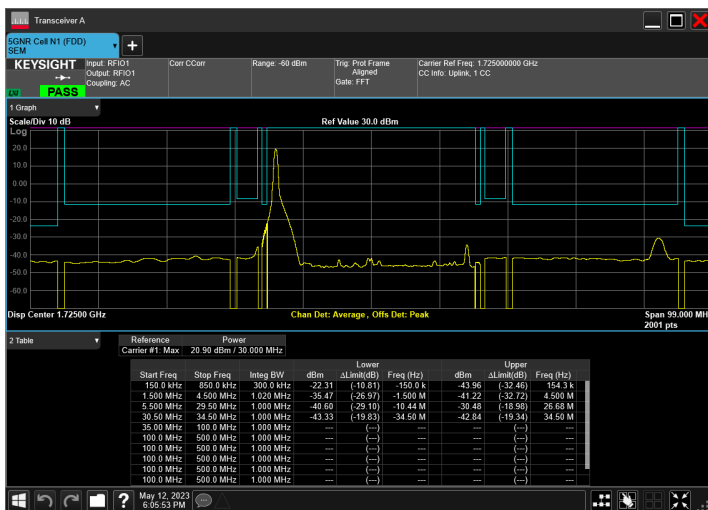 Transceiver A
5GNR Cell N1 (FDD)
SEM
KEYSIGHT
LXI
PASS
Input: RFIO1
Output: RFIO1
Coupling: AC
Corr CCorr
Range: -60 dBm
Trig: Prot Frame
Aligned
Gate: FFT
Carrier Ref Freq: 1.725000000 GHz
CC Info: Uplink, 1 CC
1 Graph
Scale/Div 10 dB
Ref Value 30.0 dBm
Log
20.0
10.0
0.00
-10.0
-20.0
-30.0
-40.0
-50.0
-60.0
Disp Center 1.72500 GHz
Chan Det: Average, Offs Det: Peak
Span 99.000 MH
2001 pts
2 Table
Reference Power
Carrier #1: Max 20.90 dBm / 30.000 MHz
Lower Upper
Start Freq Stop Freq Integ BW dBm ΔLimit(dB) Freq (Hz) dBm ΔLimit(dB) Freq (Hz)
150.0 kHz 850.0 kHz 300.0 kHz -22.31 (-10.81) -150.0 k -43.96 (-32.46) 154.3 k
1.500 MHz 4.500 MHz 1.020 MHz -35.47 (-26.97) -1.500 M -41.22 (-32.72) 4.500 M
5.500 MHz 29.50 MHz 1.000 MHz -40.60 (-29.10) -10.44 M -30.48 (-18.98) 26.68 M
30.50 MHz 34.50 MHz 1.000 MHz -43.33 (-19.83) -34.50 M -42.84 (-19.34) 34.50 M
35.00 MHz 100.0 MHz 1.000 MHz --- (---) --- --- (---) ---
100.0 MHz 500.0 MHz 1.000 MHz --- (---) --- --- (---) ---
100.0 MHz 500.0 MHz 1.000 MHz --- (---) --- --- (---) ---
100.0 MHz 500.0 MHz 1.000 MHz --- (---) --- --- (---) ---
100.0 MHz 500.0 MHz 1.000 MHz --- (---) --- --- (---) ---
100.0 MHz 500.0 MHz 1.000 MHz --- (---) --- --- (---) ---
May 12, 2023
6:05:53 PM